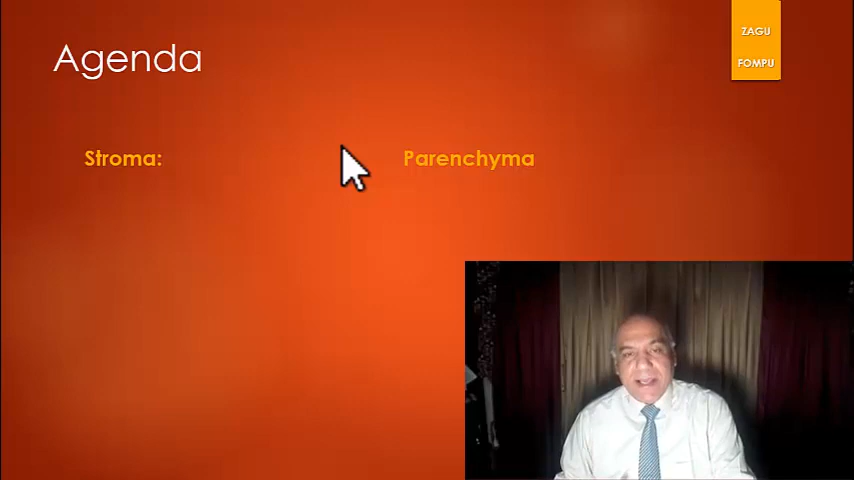 Agenda
ZAGU
FOMPU
Stroma:
Parenchyma